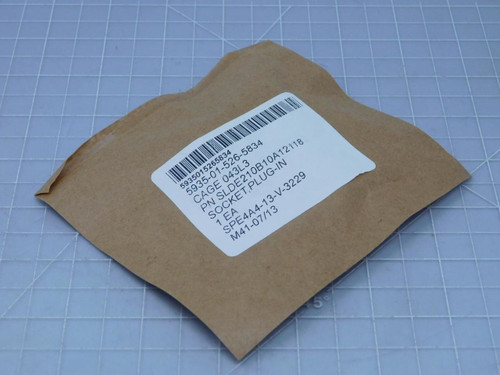 5935015265834
5935-01-526-5834
CAGE 043L3
PN SLDE210B10A12118
SOCKET,PLUG-IN
1 EA
SPE4A4-13-V-3229
M41-07/13